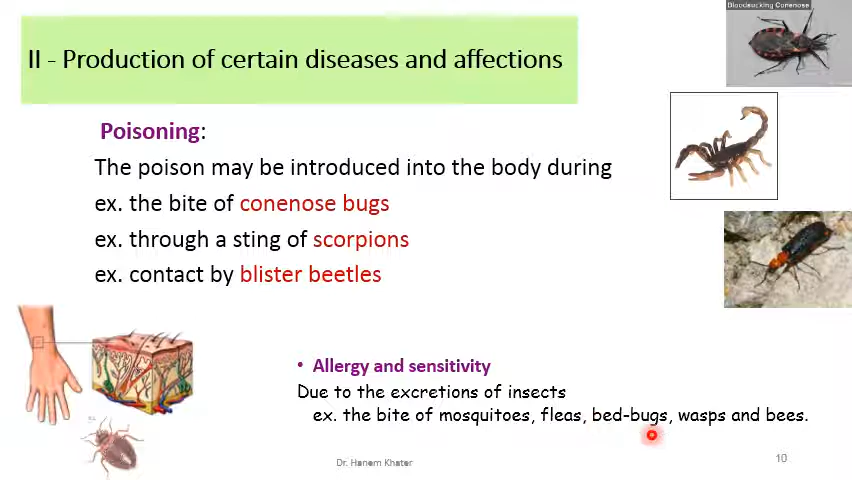 Bloodsucking Conenose
II - Production of certain diseases and affections
Poisoning:
The poison may be introduced into the body during
ex. the bite of conenose bugs
ex. through a sting of scorpions
ex. contact by blister beetles
• Allergy and sensitivity
Due to the excretions of insects
ex. the bite of mosquitoes, fleas, bed-bugs, wasps and bees.
Dr. Hanem Khater
10